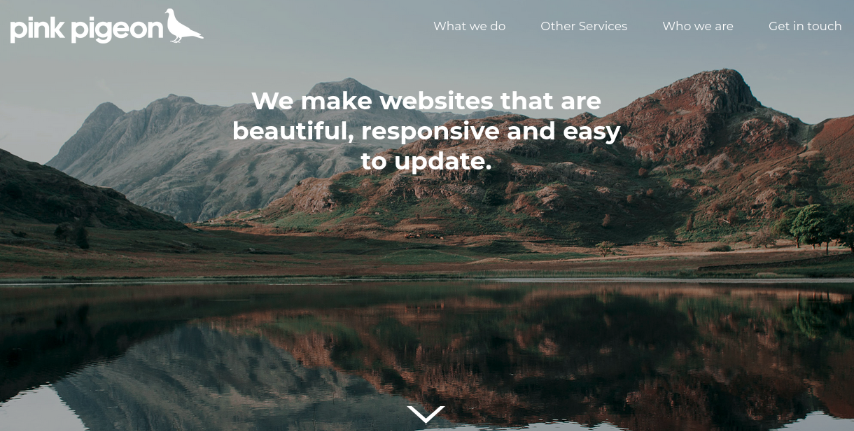 pink pigeon
What we do
Other Services
Who we are
Get in touch
We make websites that are
beautiful, responsive and easy
to update.